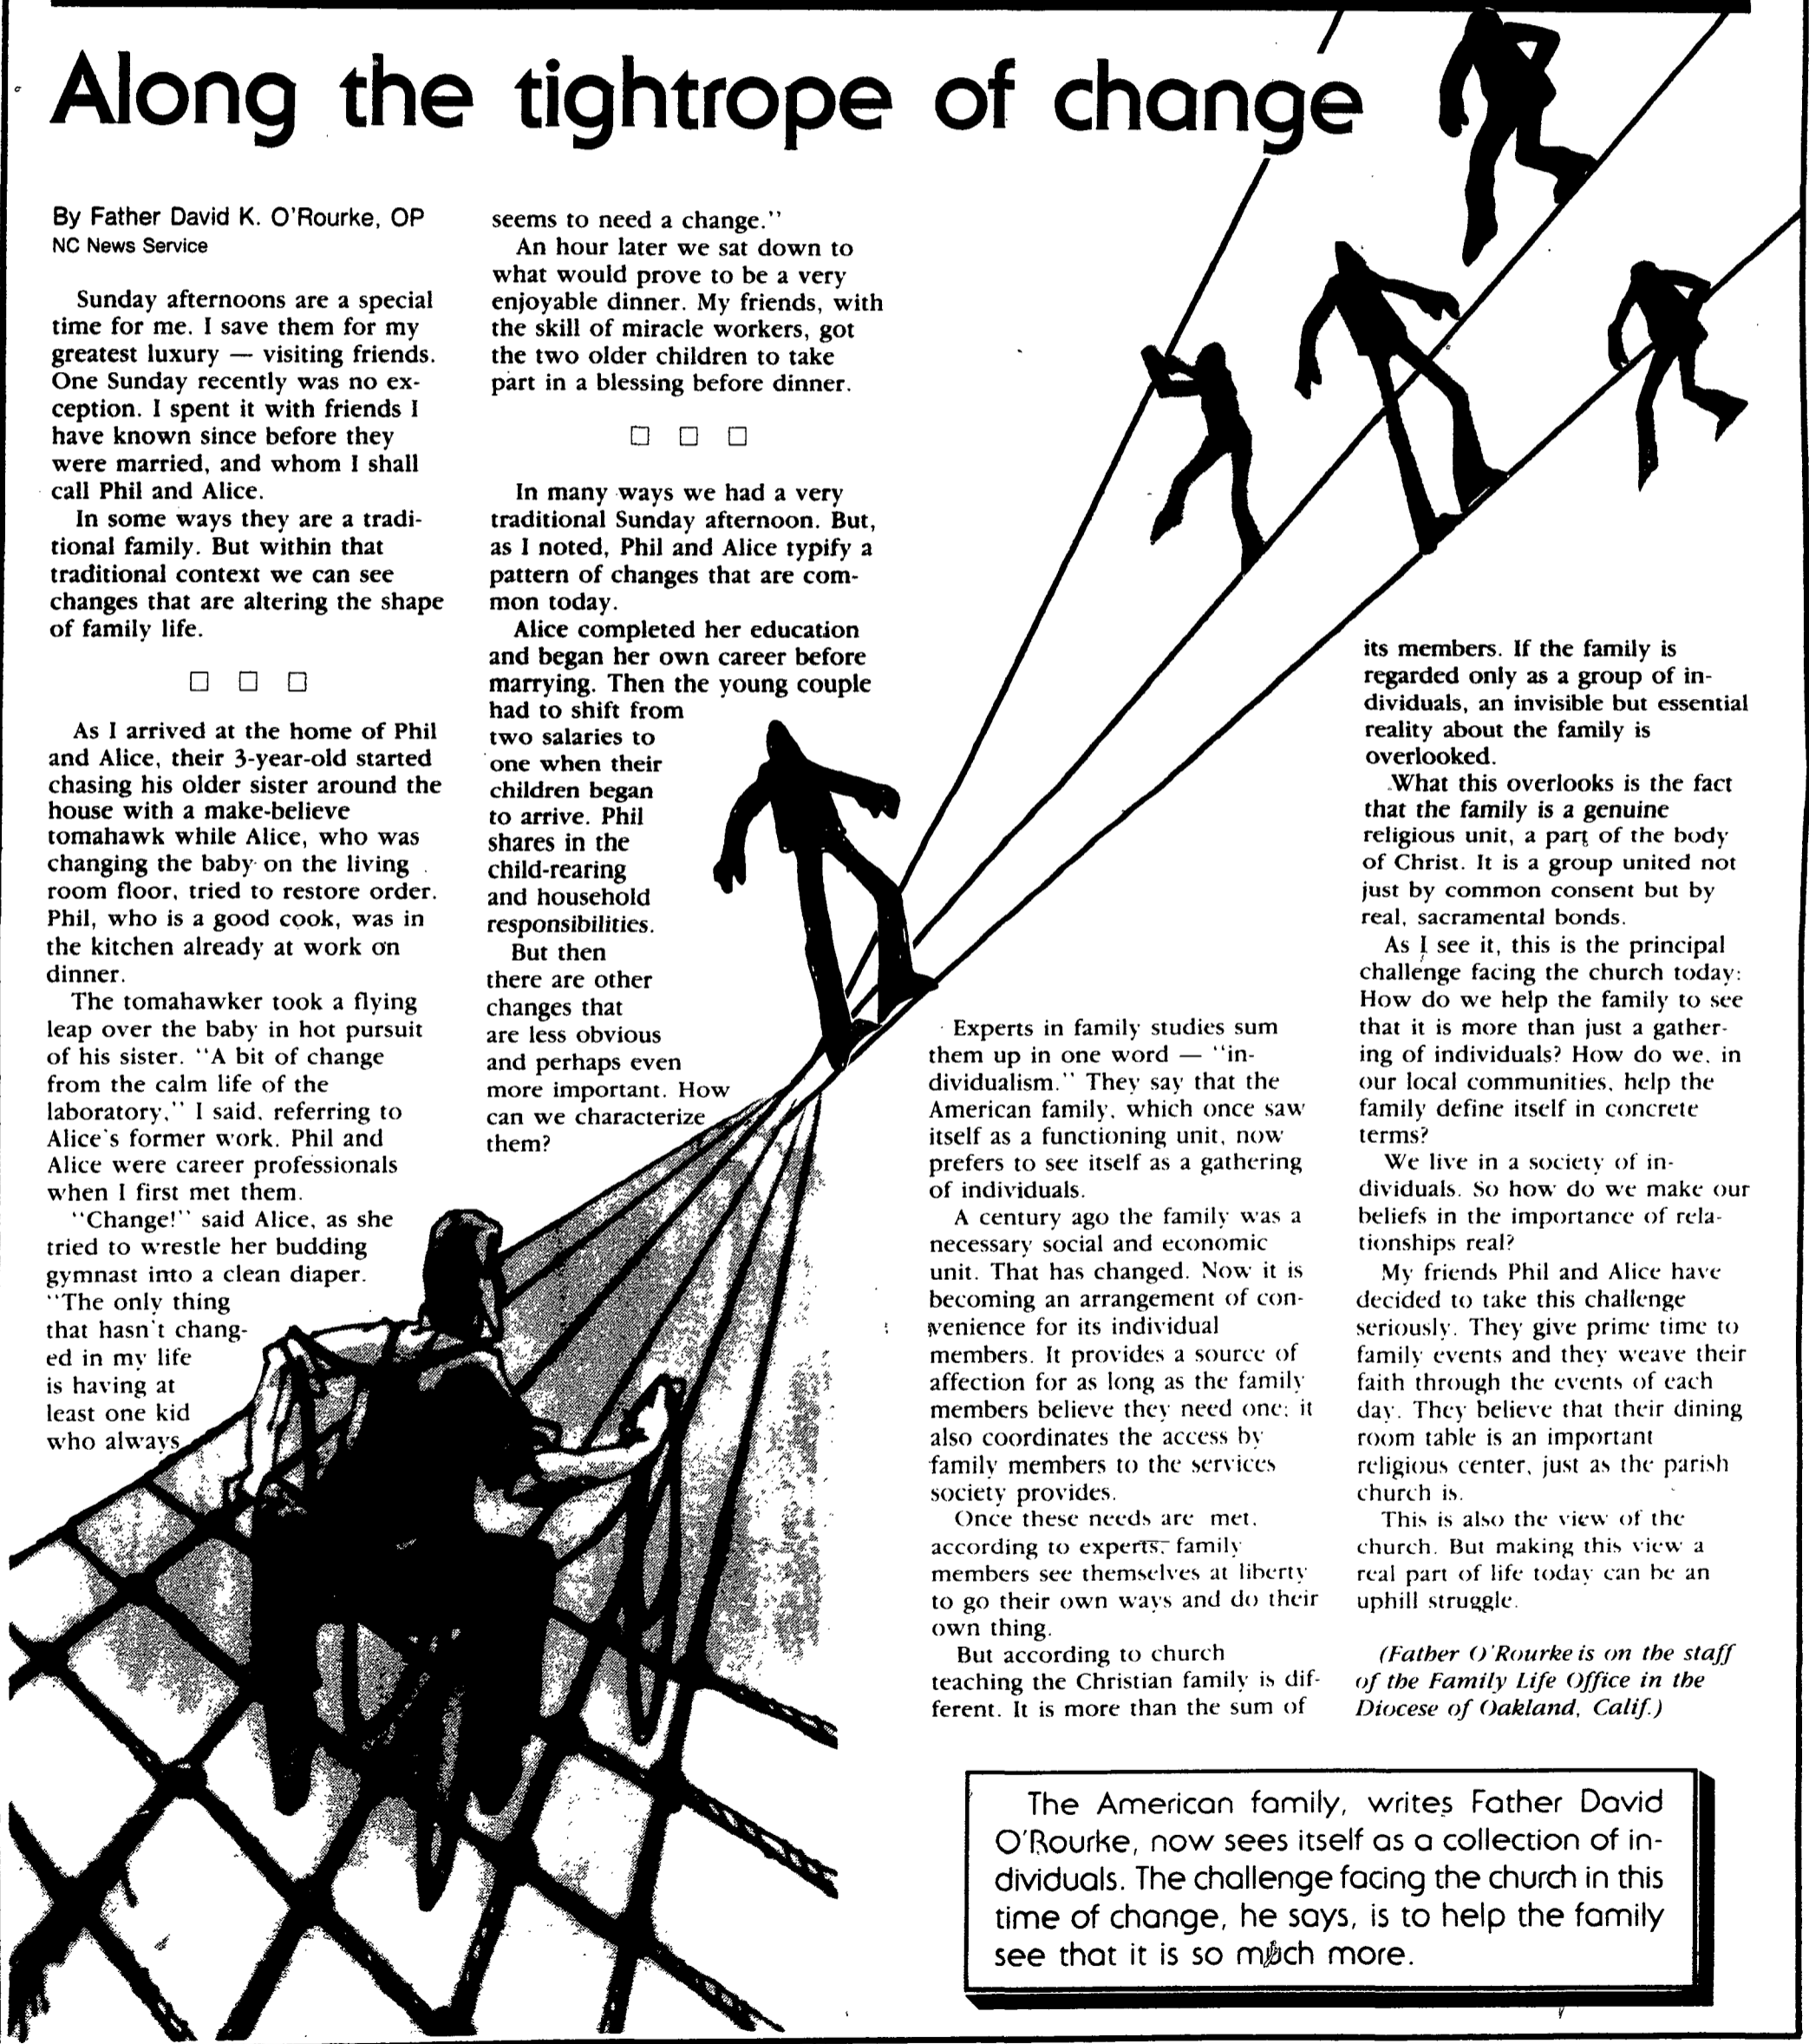 Along the tightrope of change
By Father David K. O'Rourke, OP
NC News Service
Sunday afternoons are a special
time for me. I save them for my
greatest luxury — visiting friends.
One Sunday recently was no ex-
ception. I spent it with friends I
have known since before they
were married, and whom I shall
call Phil and Alice.
In some ways they are a tradi-
tional family. But within that
traditional context we can see
changes that are altering the shape
of family life.
□ □ □
As I arrived at the home of Phil
and Alice, their 3-year-old started
chasing his older sister around the
house with a make-believe
tomahawk while Alice, who was
changing the baby on the living
room floor, tried to restore order.
Phil, who is a good cook, was in
the kitchen already at work on
dinner.
The tomahawker took a flying
leap over the baby in hot pursuit
of his sister. "A bit of change
from the calm life of the
laboratory," I said, referring to
Alice's former work. Phil and
Alice were career professionals
when I first met them.
"Change!" said Alice, as she
tried to wrestle her budding
gymnast into a clean diaper.
"The only thing
that hasn't chang-
ed in my life
is having at
least one kid
who always
seems to need a change."
An hour later we sat down to
what would prove to be a very
enjoyable dinner. My friends, with
the skill of miracle workers, got
the two older children to take
part in a blessing before dinner.
□ □ □
In many ways we had a very
traditional Sunday afternoon. But,
as I noted, Phil and Alice typify a
pattern of changes that are com-
mon today.
Alice completed her education
and began her own career before
marrying. Then the young couple
had to shift from
two salaries to
one when their
children began
to arrive. Phil
shares in the
child-rearing
and household
responsibilities.
But then
there are other
changes that
are less obvious
and perhaps even
more important. How
can we characterize
them?
Experts in family studies sum
them up in one word — "in-
dividualism." They say that the
American family, which once saw
itself as a functioning unit, now
prefers to see itself as a gathering
of individuals.
A century ago the family was a
necessary social and economic
unit. That has changed. Now it is
becoming an arrangement of con-
venience for its individual
members. It provides a source of
affection for as long as the family
members believe they need one; it
also coordinates the access by
family members to the services
society provides.
Once these needs are met,
according to experts, family
members see themselves at liberty
to go their own ways and do their
own thing.
But according to church
teaching the Christian family is dif-
ferent. It is more than the sum of
its members. If the family is
regarded only as a group of in-
dividuals, an invisible but essential
reality about the family is
overlooked.
What this overlooks is the fact
that the family is a genuine
religious unit, a part of the body
of Christ. It is a group united not
just by common consent but by
real, sacramental bonds.
As I see it, this is the principal
challenge facing the church today:
How do we help the family to see
that it is more than just a gather-
ing of individuals? How do we, in
our local communities, help the
family define itself in concrete
terms?
We live in a society of in-
dividuals. So how do we make our
beliefs in the importance of rela-
tionships real?
My friends Phil and Alice have
decided to take this challenge
seriously. They give prime time to
family events and they weave their
faith through the events of each
day. They believe that their dining
room table is an important
religious center, just as the parish
church is.
This is also the view of the
church. But making this view a
real part of life today can be an
uphill struggle.
(Father O'Rourke is on the staff
of the Family Life Office in the
Diocese of Oakland, Calif.)
The American family, writes Father David
O'Rourke, now sees itself as a collection of in-
dividuals. The challenge facing the church in this
time of change, he says, is to help the family
see that it is so much more.